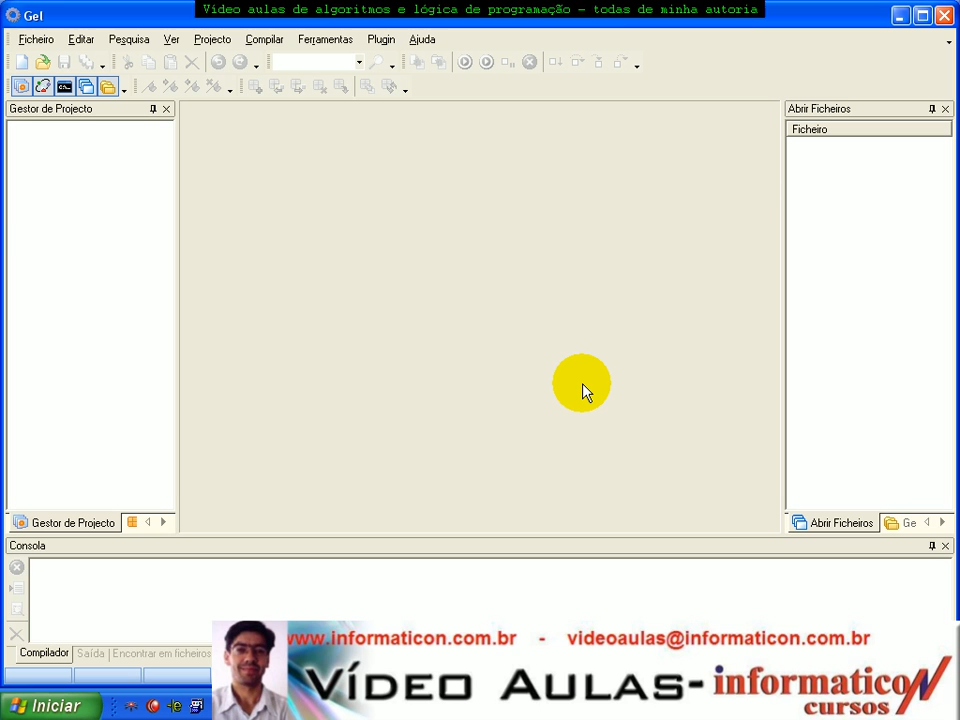 Vídeo aulas de algoritmos e lógica de programação - todas de minha autoria
Gel
Ficheiro Editar Pesquisa Ver Projecto Compilar Ferramentas Plugin Ajuda
Gestor de Projecto
Abrir Ficheiros
Ficheiro
Gestor de Projecto
Abrir Ficheiros Ge
Consola
Compilador Saída Encontrar em ficheiros
www.informaticon.com.br - videoaulas@informaticon.com.br
VÍDEO AULAS- informaticon
cursos
Iniciar